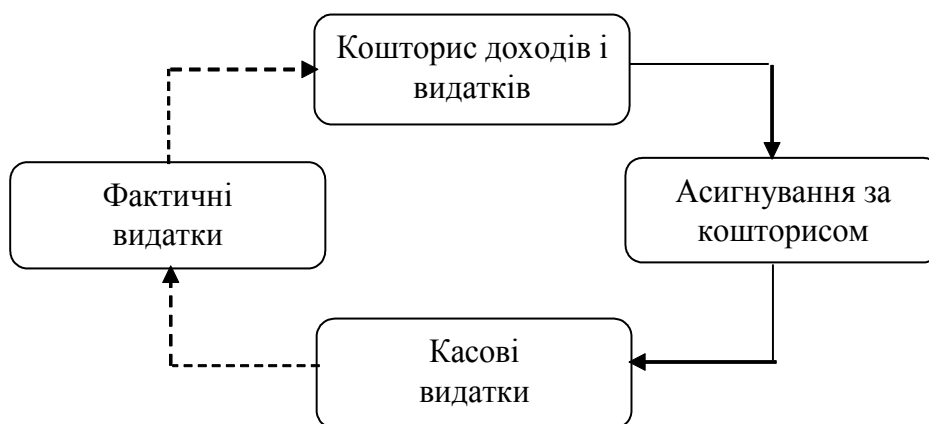 Кошторис доходів і
видатків
Фактичні
видатки
Асигнування за
кошторисом
Касові
видатки